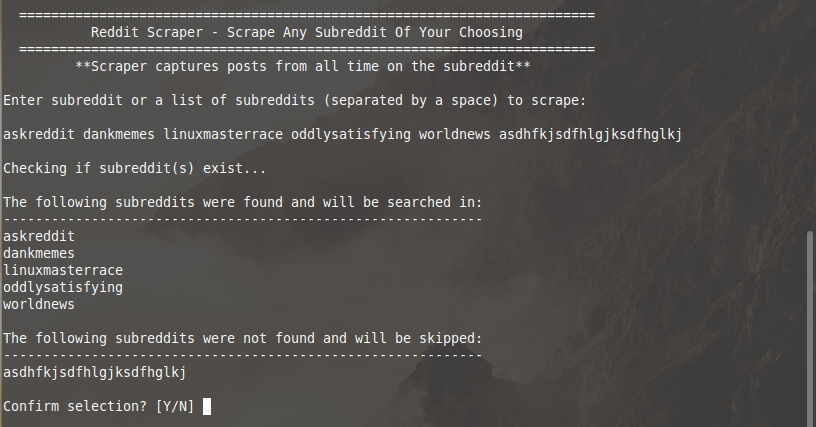 ========================================================================
Reddit Scraper - Scrape Any Subreddit Of Your Choosing
========================================================================
**Scraper captures posts from all time on the subreddit**
Enter subreddit or a list of subreddits (separated by a space) to scrape:
askreddit dankmemes linuxmasterrace oddlysatisfying worldnews asdhfkjsdfhlgjksdfhglkj
Checking if subreddit(s) exist...
The following subreddits were found and will be searched in:
------------------------------------------------------------
askreddit
dankmemes
linuxmasterrace
oddlysatisfying
worldnews
The following subreddits were not found and will be skipped:
------------------------------------------------------------
asdhfkjsdfhlgjksdfhglkj
Confirm selection? [Y/N]